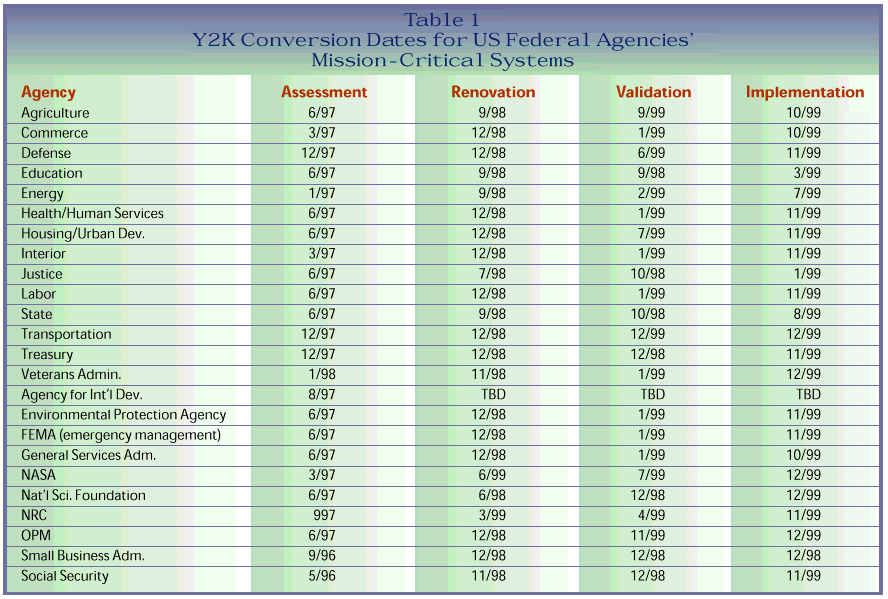 Table 1
Y2K Conversion Dates for US Federal Agencies'
Mission-Critical Systems
Agency Assessment Renovation Validation Implementation
Agriculture 6/97 9/98 9/99 10/99
Commerce 3/97 12/98 1/99 10/99
Defense 12/97 12/98 6/99 11/99
Education 6/97 9/98 9/98 3/99
Energy 1/97 9/98 2/99 7/99
Health/Human Services 6/97 12/98 1/99 11/99
Housing/Urban Dev. 6/97 12/98 7/99 11/99
Interior 3/97 12/98 1/99 11/99
Justice 6/97 7/98 10/98 1/99
Labor 6/97 12/98 1/99 11/99
State 6/97 9/98 10/98 8/99
Transportation 12/97 12/98 12/99 12/99
Treasury 12/97 12/98 12/98 11/99
Veterans Admin. 1/98 11/98 1/99 12/99
Agency for Int'l Dev. 8/97 TBD TBD TBD
Environmental Protection Agency 6/97 12/98 1/99 11/99
FEMA (emergency management) 6/97 12/98 1/99 11/99
General Services Adm. 6/97 12/98 1/99 10/99
NASA 3/97 6/99 7/99 12/99
Nat'l Sci. Foundation 6/97 6/98 12/98 12/99
NRC 997 3/99 4/99 11/99
OPM 6/97 12/98 11/99 12/99
Small Business Adm. 9/96 12/98 12/98 12/98
Social Security 5/96 11/98 12/98 11/99